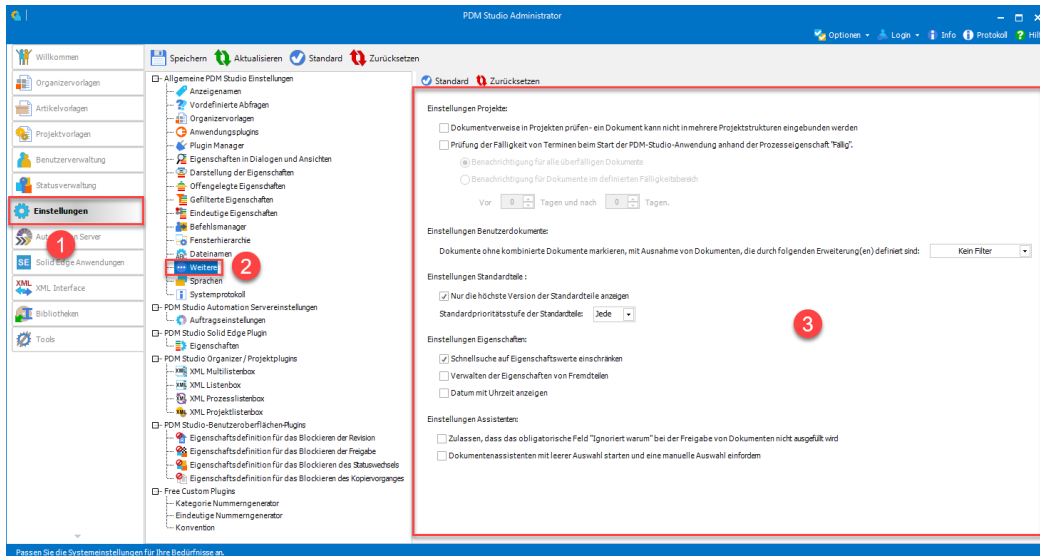 PDM Studio Administrator
Optionen Login Info Protokoll ? Hilf
Willkommen
Organizervorlagen
Artikelvorlagen
Projektvorlagen
Benutzerverwaltung
Statusverwaltung
Einstellungen
1
Server
SE Solid Edge Anwendungen
XML XML Interface
Bibliotheken
Tools
Speichern Aktualisieren Standard Zurücksetzen
Allgemeine PDM Studio Einstellungen
Anzeigenamen
Vordefinierte Abfragen
Organizervorlagen
Anwendungsplugins
Plugin Manager
Eigenschaften in Dialogen und Ansichten
Darstellung der Eigenschaften
Offengelegte Eigenschaften
Gefilterte Eigenschaften
Eindeutige Eigenschaften
Befehlsmanager
Fensterhierarchie
Dateinamen
Weitere
2
Sprachen
Systemprotokoll
PDM Studio Automation Servereinstellungen
Auftragseinstellungen
PDM Studio Solid Edge Plugin
Eigenschaften
PDM Studio Organizer / Projektplugins
XML Multilistenbox
XML Listenbox
XML Prozesslistenbox
XML Projektlistenbox
PDM Studio-Benutzeroberflächen-Plugins
Eigenschaftsdefinition für das Blockieren der Revision
Eigenschaftsdefinition für das Blockieren der Freigabe
Eigenschaftsdefinition für das Blockieren des Statuswechsels
Eigenschaftsdefinition für das Blockieren des Kopiervorganges
Free Custom Plugins
Kategorie Nummerngenerator
Eindeutige Nummerngenerator
Konvention
Standard Zurücksetzen
Einstellungen Projekte:
Dokumentverweise in Projekten prüfen - ein Dokument kann nicht in mehrere Projektstrukturen eingebunden werden
Prüfung der Fälligkeit von Terminen beim Start der PDM-Studio-Anwendung anhand der Prozesseigenschaft "Fällig".
Benachrichtigung für alle überfälligen Dokumente
Benachrichtigung für Dokumente im definierten Fälligkeitsbereich
Vor 0 Tagen und nach 0 Tagen.
Einstellungen Benutzerdokumente:
Dokumente ohne kombinierte Dokumente markieren, mit Ausnahme von Dokumenten, die durch folgenden Erweiterung(en) definiert sind: Kein Filter
Einstellungen Standardteile :
Nur die höchste Version der Standardteile anzeigen
Standardprioritätsstufe der Standardteile: Jede
3
Einstellungen Eigenschaften:
Schnellsuche auf Eigenschaftswerte einschränken
Verwalten der Eigenschaften von Fremdteilen
Datum mit Uhrzeit anzeigen
Einstellungen Assistenten:
Zulassen, dass das obligatorische Feld "Ignoriert warum" bei der Freigabe von Dokumenten nicht ausgefüllt wird
Dokumentenassistenten mit leerer Auswahl starten und eine manuelle Auswahl einfordern
Passen Sie die Systemeinstellungen für Ihre Bedürfnisse an.